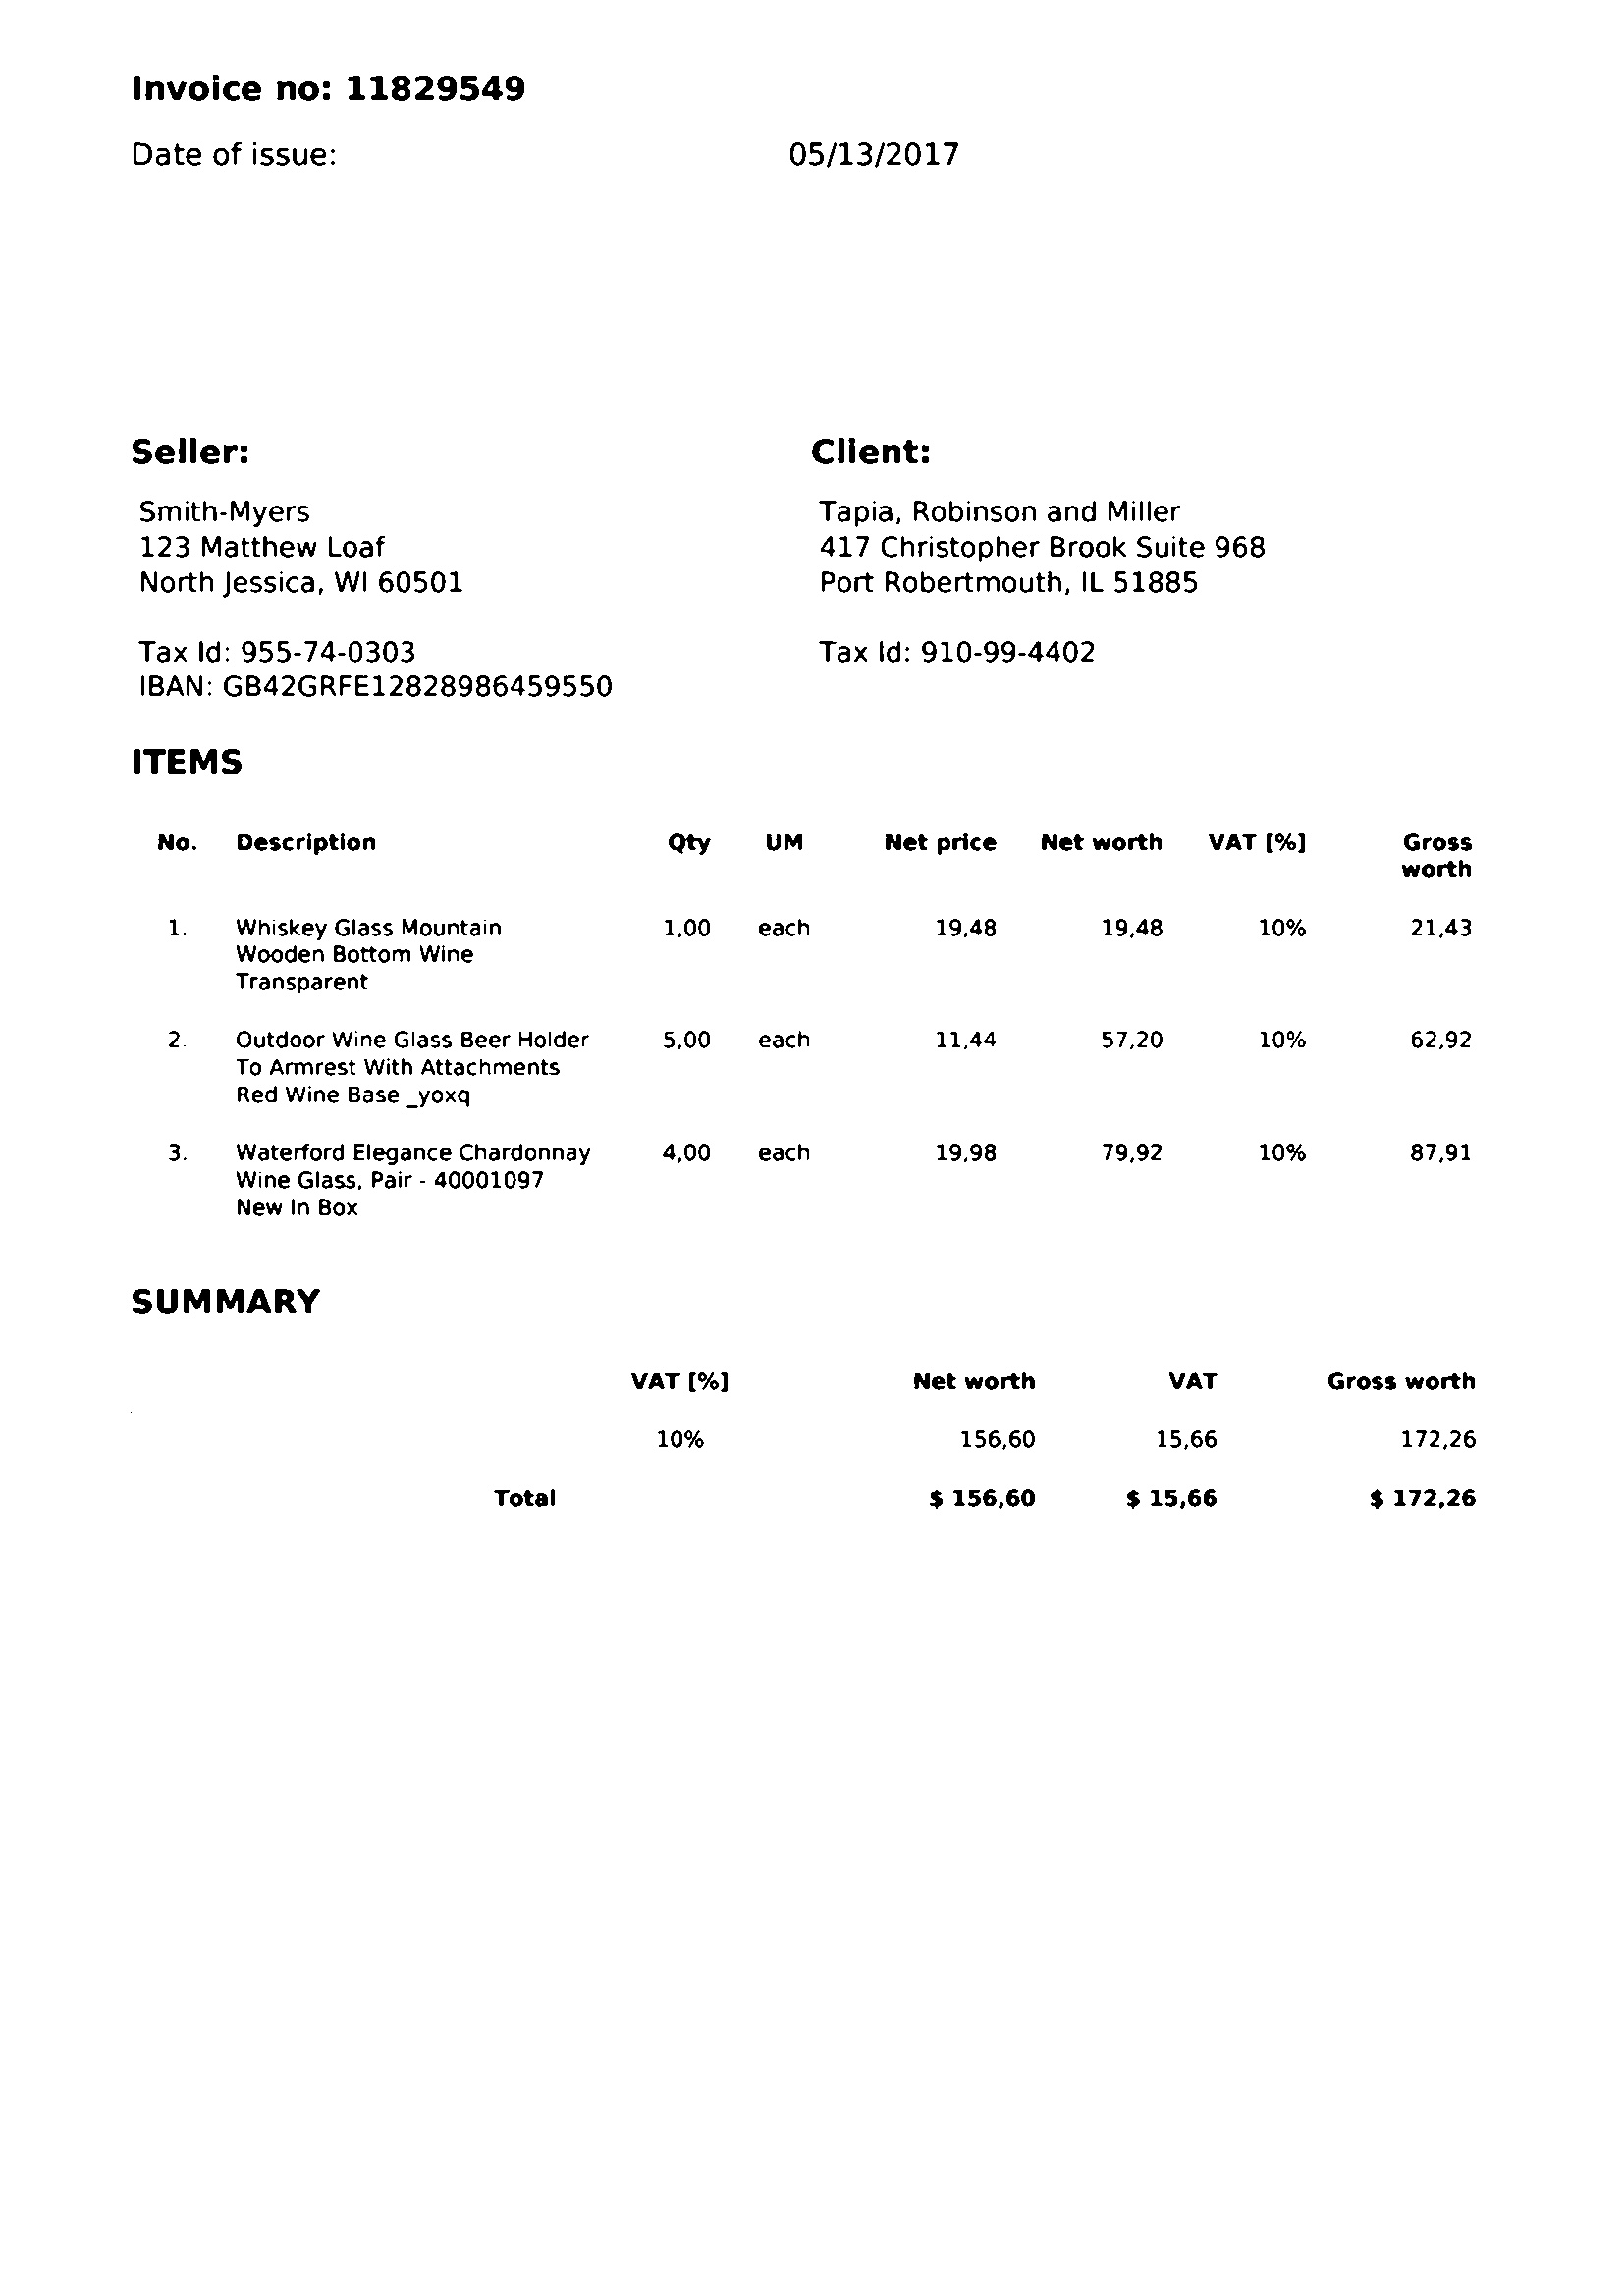 Invoice no: 11829549
Date of issue: 05/13/2017
Seller:
Smith-Myers
123 Matthew Loaf
North Jessica, WI 60501
Tax Id: 955-74-0303
IBAN: GB42GRFE12828986459550
Client:
Tapia, Robinson and Miller
417 Christopher Brook Suite 968
Port Robertmouth, IL 51885
Tax Id: 910-99-4402
ITEMS
No. Description Qty UM Net price Net worth VAT [%] Gross worth
1. Whiskey Glass Mountain 1,00 each 19,48 19,48 10% 21,43
Wooden Bottom Wine
Transparent
2. Outdoor Wine Glass Beer Holder 5,00 each 11,44 57,20 10% 62,92
To Armrest With Attachments
Red Wine Base _yoxq
3. Waterford Elegance Chardonnay 4,00 each 19,98 79,92 10% 87,91
Wine Glass, Pair - 40001097
New In Box
SUMMARY
VAT [%] Net worth VAT Gross worth
10% 156,60 15,66 172,26
Total $ 156,60 $ 15,66 $ 172,26